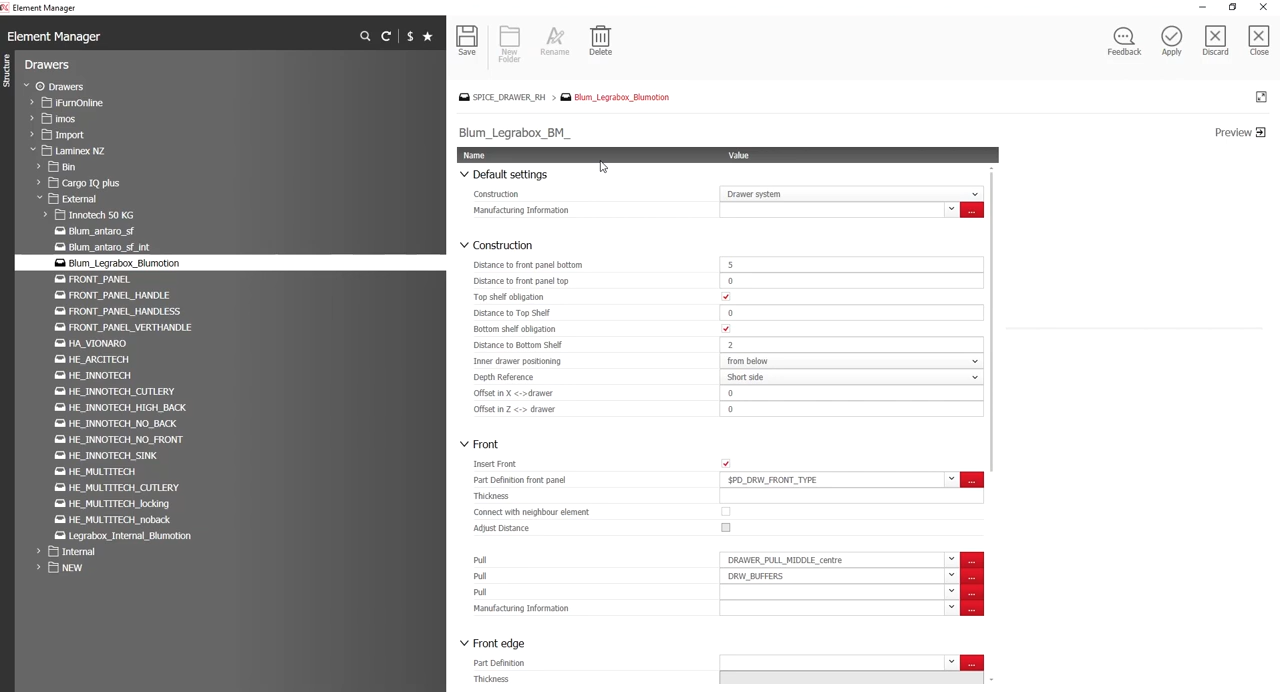 Element Manager
Element Manager
$
Structure
Drawers
Drawers
iFurnOnline
imos
Import
Laminex NZ
Bin
Cargo IQ plus
External
Innotech 50 KG
Blum_antaro_sf
Blum_antaro_sf_int
Blum_Legrabox_Blumotion
FRONT_PANEL
FRONT_PANEL_HANDLE
FRONT_PANEL_HANDLESS
FRONT_PANEL_VERTHANDLE
HA_VIONARO
HE_ARCITECH
HE_INNOTECH
HE_INNOTECH_CUTLERY
HE_INNOTECH_HIGH_BACK
HE_INNOTECH_NO_BACK
HE_INNOTECH_NO_FRONT
HE_INNOTECH_SINK
HE_MULTITECH
HE_MULTITECH_CUTLERY
HE_MULTITECH_locking
HE_MULTITECH_noback
Legrabox_Internal_Blumotion
Internal
NEW
Save
New Folder
Rename
Delete
Feedback
Apply
Discard
Close
SPICE_DRAWER_RH > Blum_Legrabox_Blumotion
Blum_Legrabox_BM_
Preview
Name Value
Default settings
Construction Drawer system
Manufacturing Information ...
Construction
Distance to front panel bottom 5
Distance to front panel top 0
Top shelf obligation
Distance to Top Shelf 0
Bottom shelf obligation
Distance to Bottom Shelf 2
Inner drawer positioning from below
Depth Reference Short side
Offset in X <->drawer 0
Offset in Z <-> drawer 0
Front
Insert Front
Part Definition front panel $PD_DRW_FRONT_TYPE ...
Thickness
Connect with neighbour element
Adjust Distance
Pull DRAWER_PULL_MIDDLE_centre ...
Pull DRW_BUFFERS ...
Pull ...
Manufacturing Information ...
Front edge
Part Definition ...
Thickness